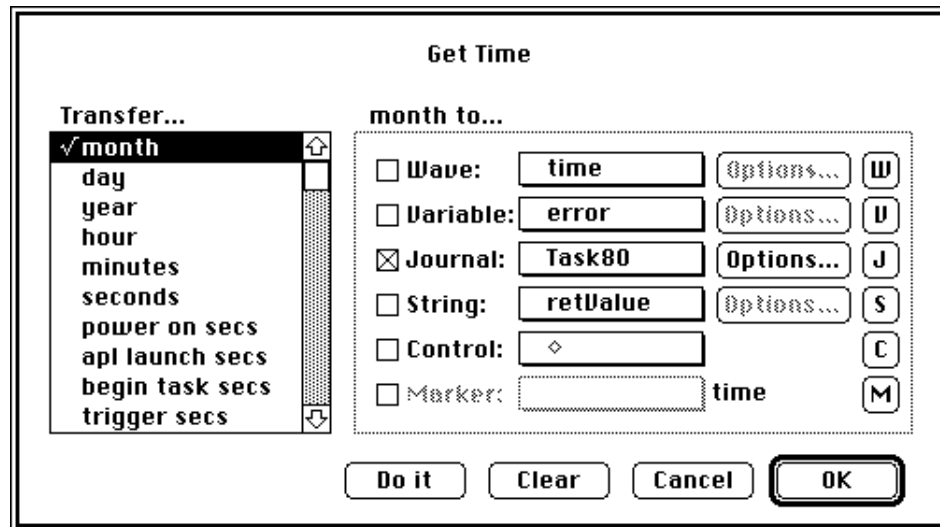 Get Time
Transfer...
month to...
√ month
day
year
hour
minutes
seconds
power on secs
apl launch secs
begin task secs
trigger secs
Wave: time Options... W
Variable: error Options... V
Journal: Task80 Options... J
String: retValue Options... S
Control: ◇ C
Marker: time M
Do it Clear Cancel OK